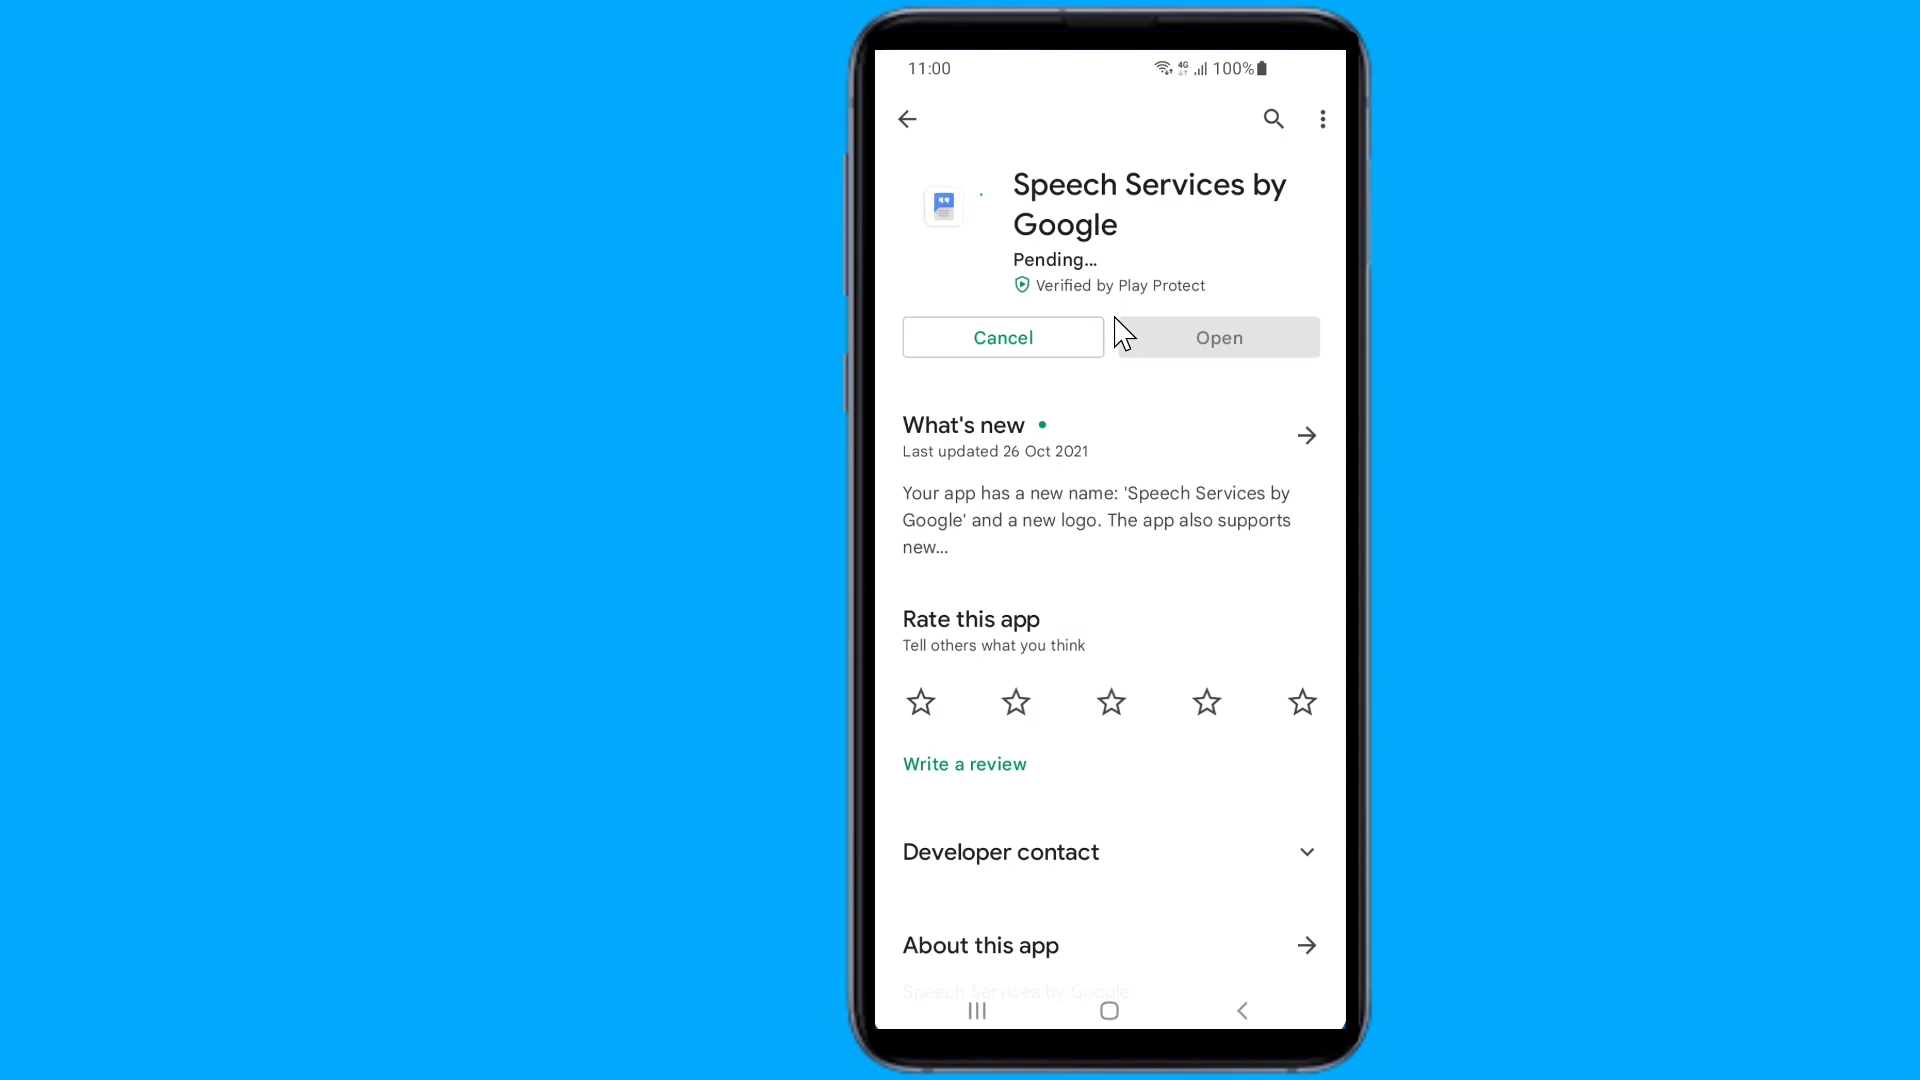 11:00
4G 100%
Speech Services by
Google
Pending...
Verified by Play Protect
Cancel
Open
What's new
Last updated 26 Oct 2021
Your app has a new name: 'Speech Services by
Google' and a new logo. The app also supports
new...
Rate this app
Tell others what you think
Write a review
Developer contact
About this app
Speech Services by Google.